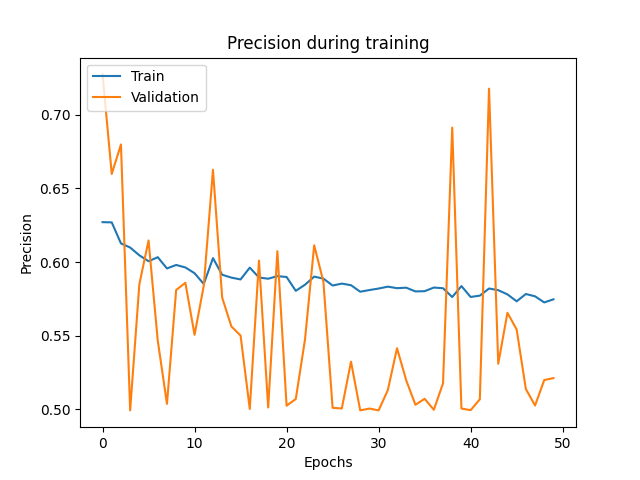 Precision during training
Train
Validation
0.70
0.65
0.60
0.55
0.50
Precision
0 10 20 30 40 50
Epochs